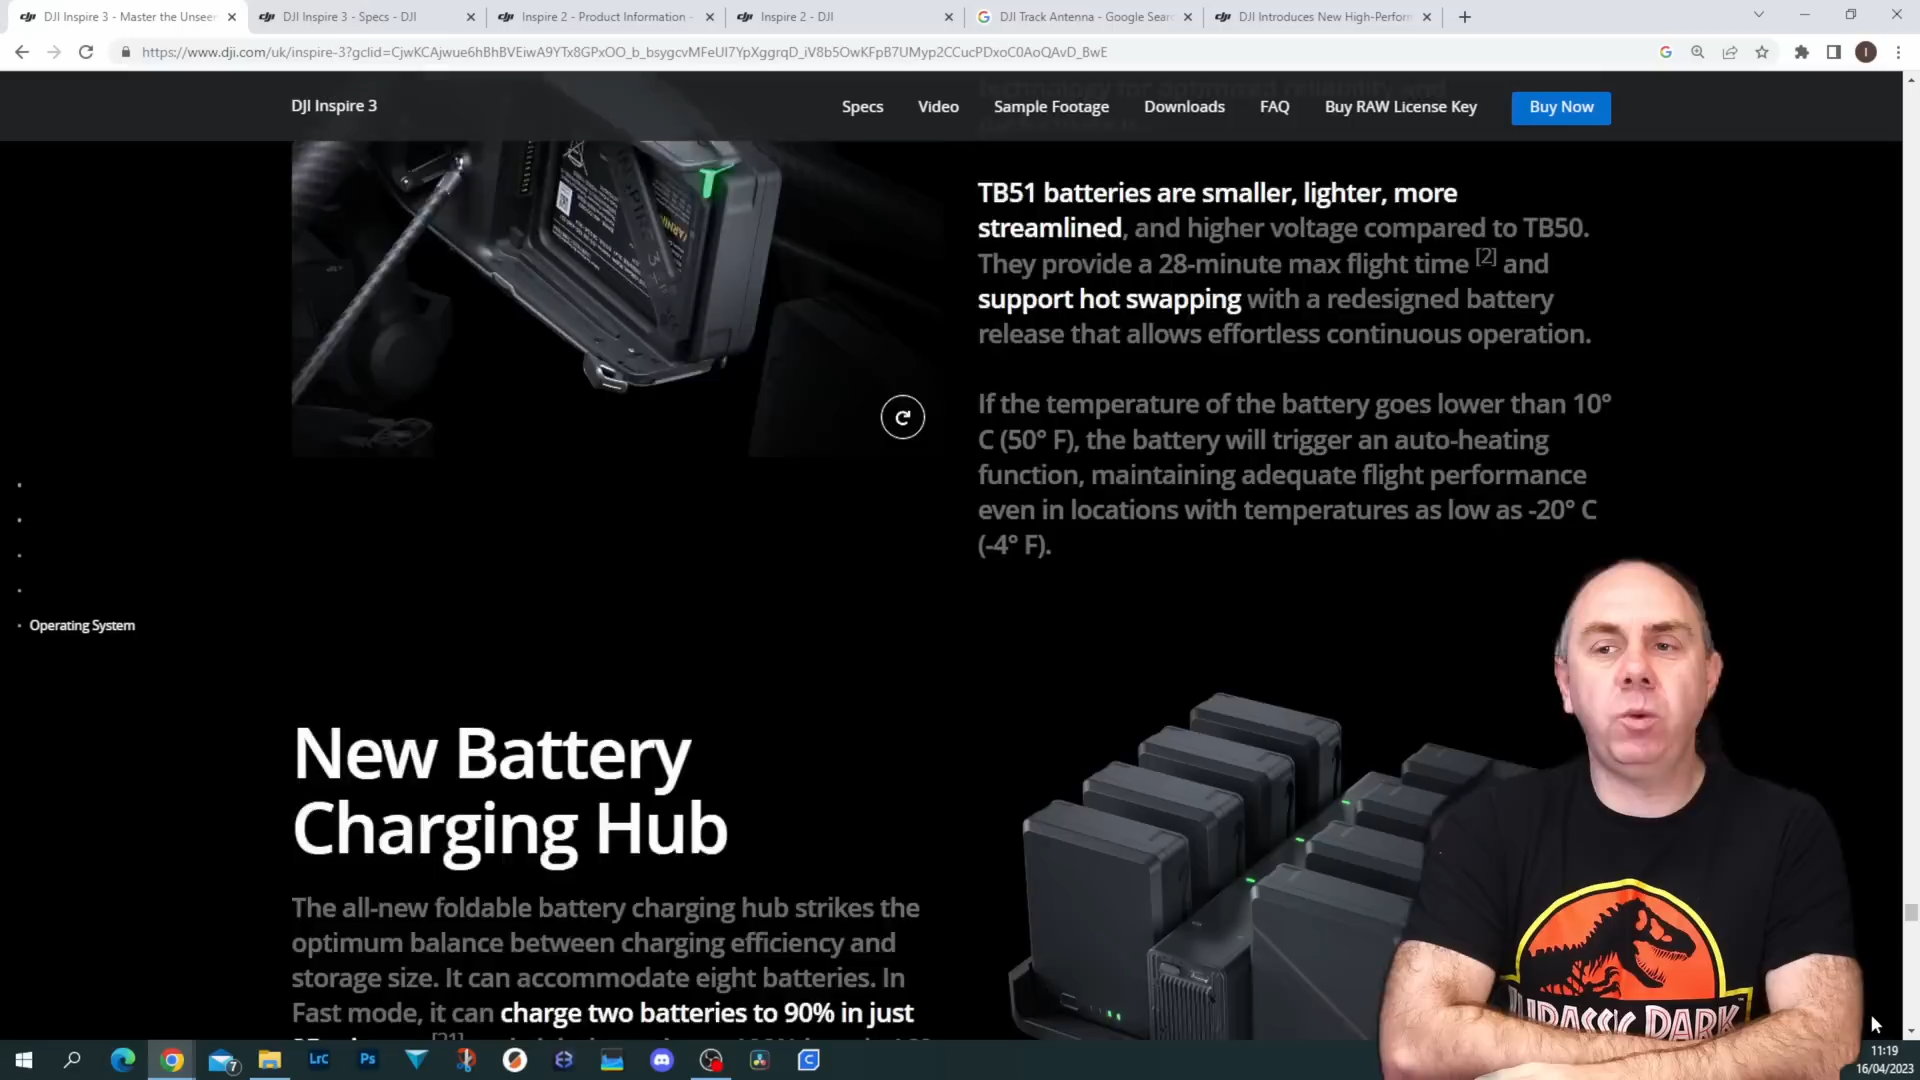 DJI Inspire 3 - Master the Unseen
DJI Inspire 3 - Specs - DJI
Inspire 2 - Product Information -
Inspire 2 - DJI
DJI Track Antenna - Google Sear
DJI Introduces New High-Perform
https://www.dji.com/uk/inspire-3?gclid=CjwKCAjwue6hBhBVEiwA9YTx8GPxOO_b_bsygcvMFeUI7YpXggrqD_iV8b5OwKFpB7UMyp2CCucPDxoC0AoQAvD_BwE
I
DJI Inspire 3
Specs
Video
Sample Footage
Downloads
FAQ
Buy RAW License Key
Buy Now
TB51 batteries are smaller, lighter, more
streamlined, and higher voltage compared to TB50.
They provide a 28-minute max flight time [2] and
support hot swapping with a redesigned battery
release that allows effortless continuous operation.
If the temperature of the battery goes lower than 10°
C (50° F), the battery will trigger an auto-heating
function, maintaining adequate flight performance
even in locations with temperatures as low as -20° C
(-4° F).
Operating System
New Battery
Charging Hub
The all-new foldable battery charging hub strikes the
optimum balance between charging efficiency and
storage size. It can accommodate eight batteries. In
Fast mode, it can charge two batteries to 90% in just
JURASSIC PARK
7
LrC
Ps
11:19
16/04/2023